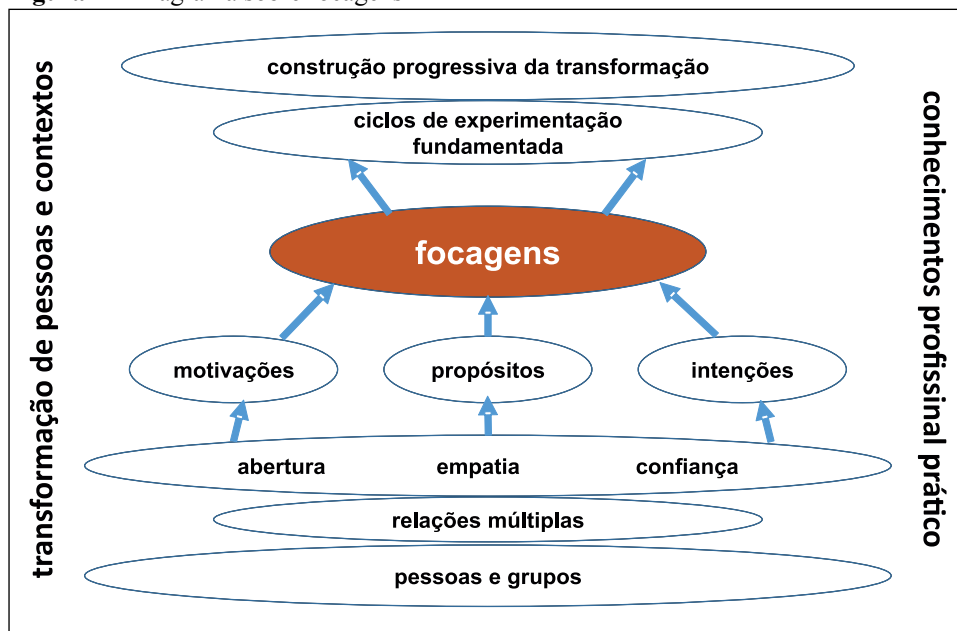 construção progressiva da transformação
ciclos de experimentação
fundamentada
focagens
motivações
propósitos
intenções
abertura empatia confiança
relações múltiplas
pessoas e grupos
transformação de pessoas e contextos
conhecimentos profissinal prático